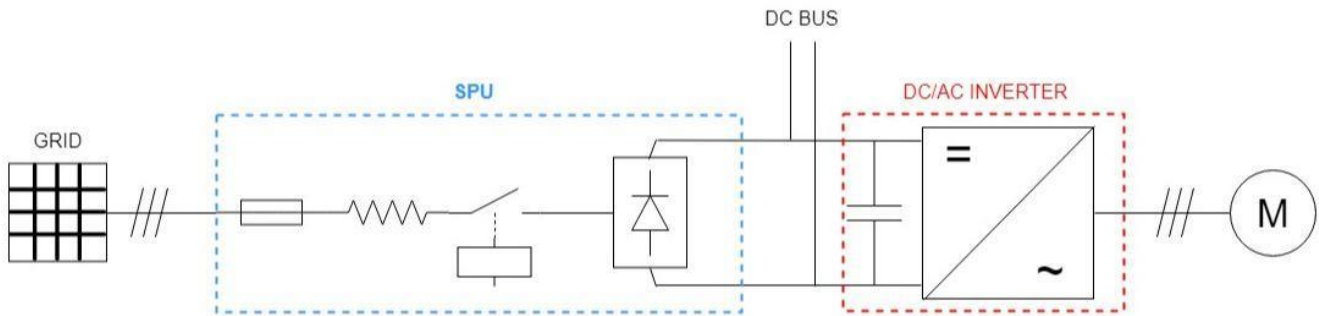 DC BUS
SPU
DC/AC INVERTER
GRID
=
~
M